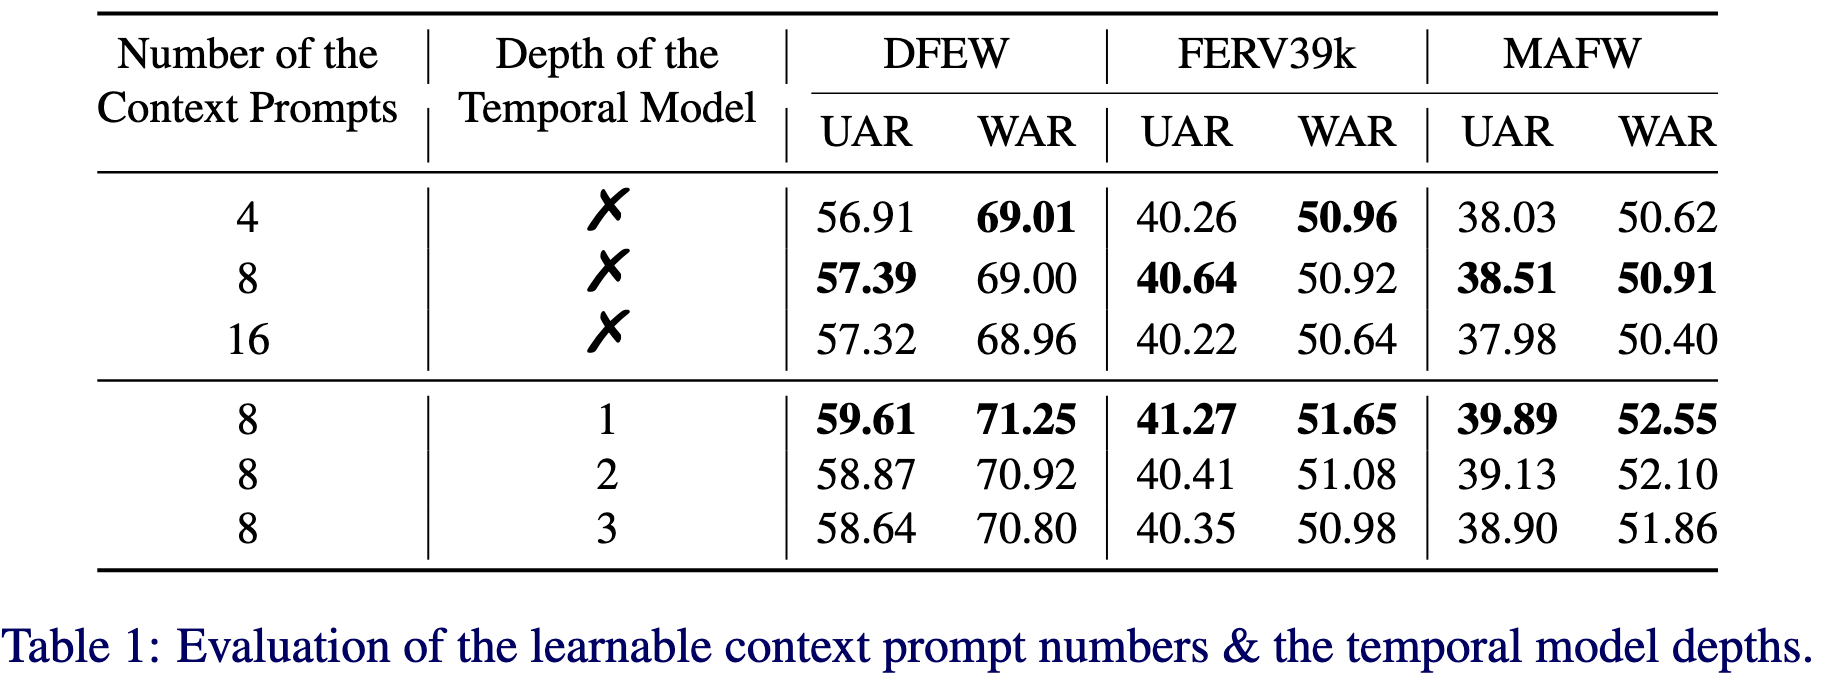 Number of the Depth of the DFEW FERV39k MAFW
Context Prompts Temporal Model
UAR WAR UAR WAR UAR WAR
4 ✗ 56.91 69.01 40.26 50.96 38.03 50.62
8 ✗ 57.39 69.00 40.64 50.92 38.51 50.91
16 ✗ 57.32 68.96 40.22 50.64 37.98 50.40
8 1 59.61 71.25 41.27 51.65 39.89 52.55
8 2 58.87 70.92 40.41 51.08 39.13 52.10
8 3 58.64 70.80 40.35 50.98 38.90 51.86
Table 1: Evaluation of the learnable context prompt numbers & the temporal model depths.